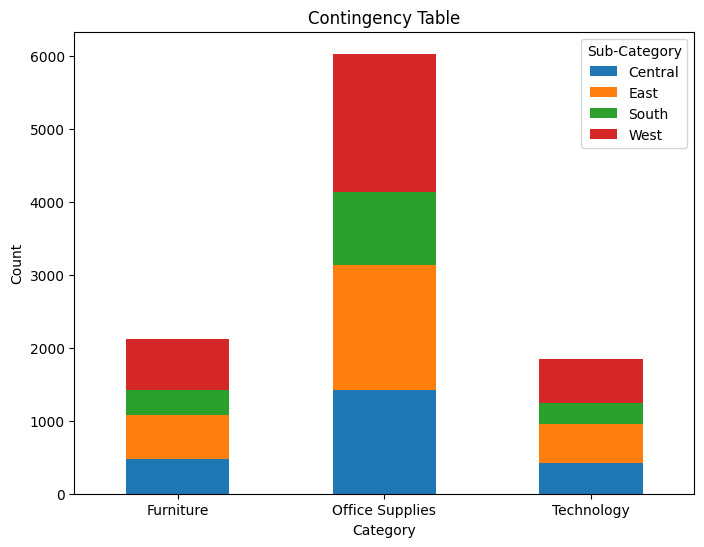 Contingency Table
Sub-Category
Central
East
South
West
6000
5000
4000
3000
2000
1000
0
Count
Furniture
Office Supplies
Technology
Category